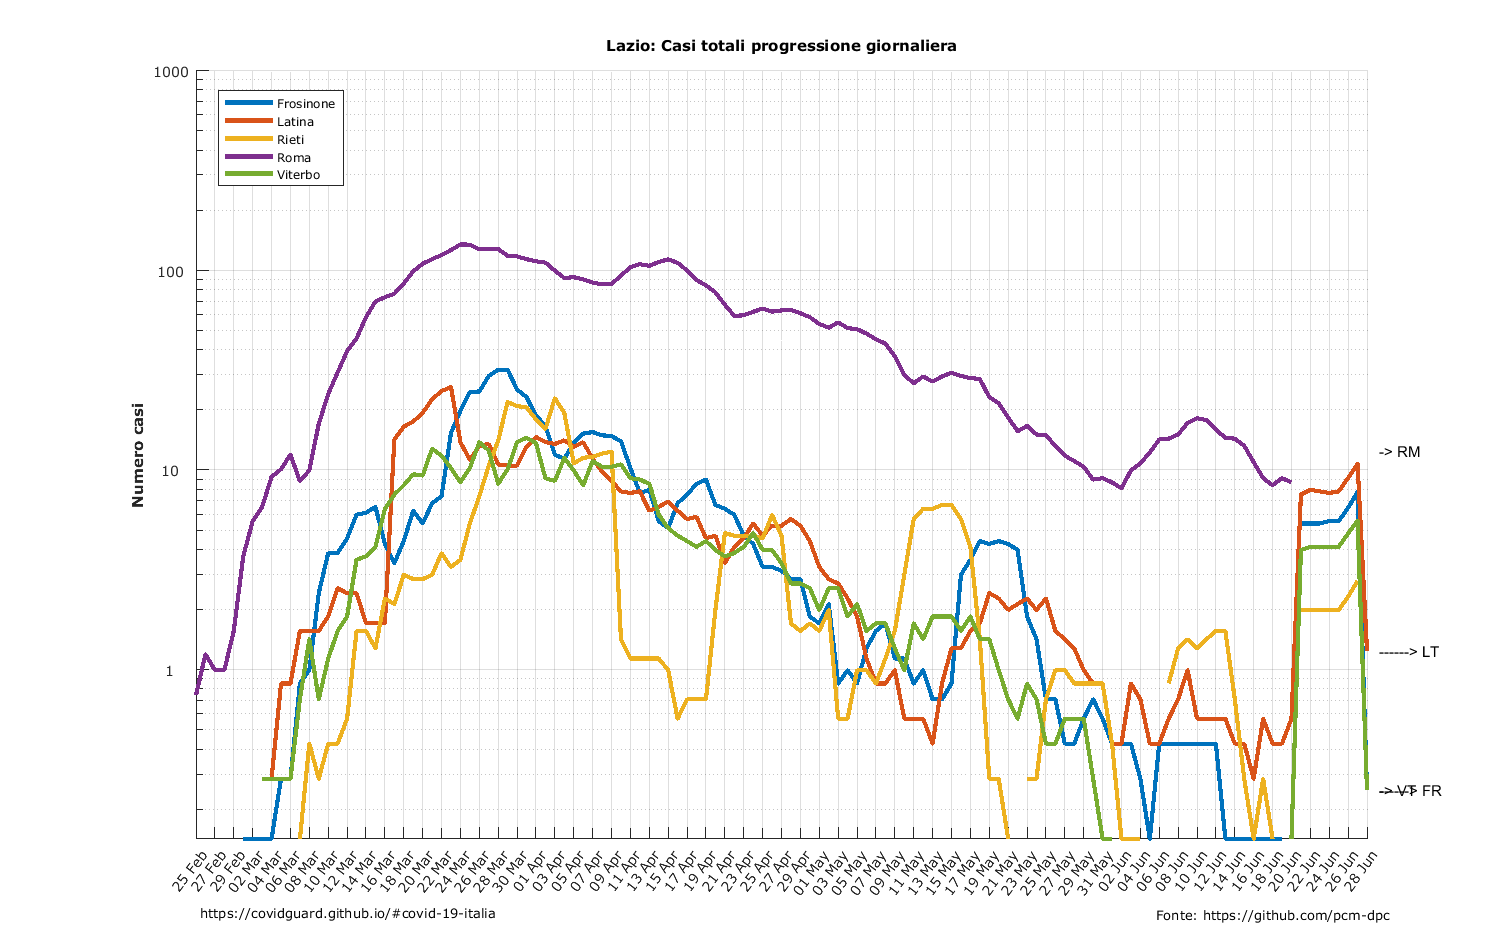 Lazio: Casi totali progressione giornaliera
1000
100
10
1
Numero casi
Frosinone
Latina
Rieti
Roma
Viterbo
-> RM
------> LT
-> VT
------> FR
25 Feb
27 Feb
29 Feb
02 Mar
04 Mar
06 Mar
08 Mar
10 Mar
12 Mar
14 Mar
16 Mar
18 Mar
20 Mar
22 Mar
24 Mar
26 Mar
28 Mar
30 Mar
01 Apr
03 Apr
05 Apr
07 Apr
09 Apr
11 Apr
13 Apr
15 Apr
17 Apr
19 Apr
21 Apr
23 Apr
25 Apr
27 Apr
29 Apr
01 May
03 May
05 May
07 May
09 May
11 May
13 May
15 May
17 May
19 May
21 May
23 May
25 May
27 May
29 May
31 May
02 Jun
04 Jun
06 Jun
08 Jun
10 Jun
12 Jun
14 Jun
16 Jun
18 Jun
20 Jun
22 Jun
24 Jun
26 Jun
28 Jun
https://covidguard.github.io/#covid-19-italia
Fonte: https://github.com/pcm-dpc